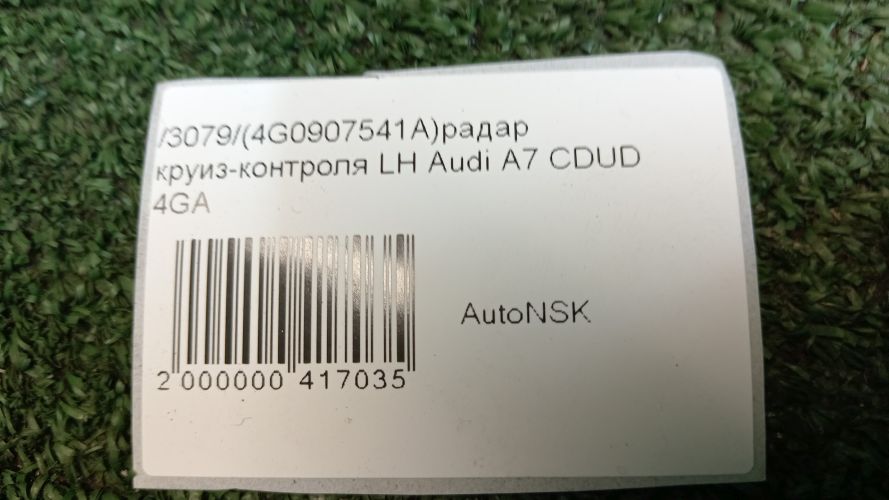 /3079/(4G0907541A)радар
круиз-контроля LH Audi A7 CDUD
4GA
AutoNSK
2 000000 417035